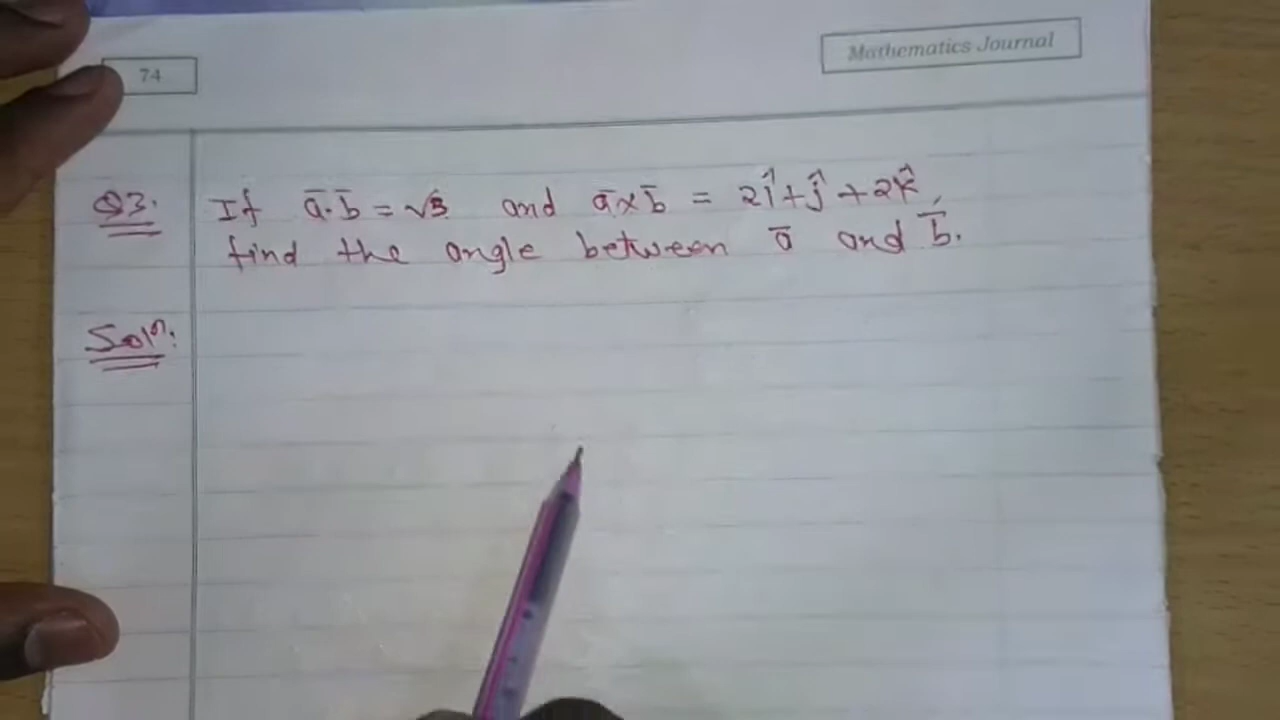 74
Mathematics Journal
Q3. If a̅·b̅ = √3 and a̅×b̅ = 2î+ĵ+2k̂,
find the angle between a̅ and b̅.
Solⁿ: